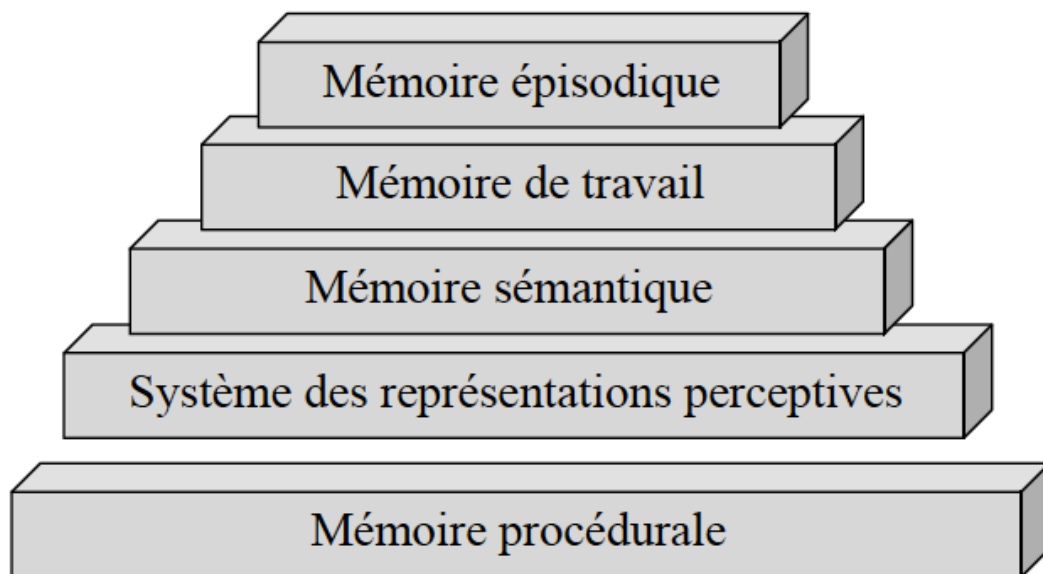 Mémoire épisodique
Mémoire de travail
Mémoire sémantique
Système des représentations perceptives
Mémoire procédurale